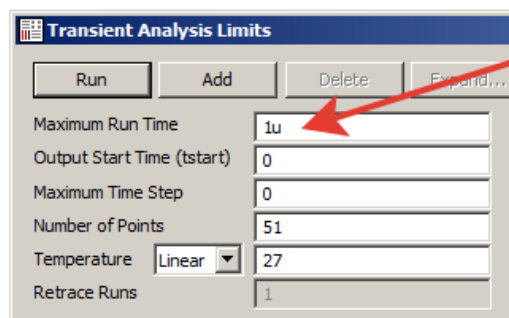 Transient Analysis Limits
Run Add Delete Expand...
Maximum Run Time 1u
Output Start Time (tstart) 0
Maximum Time Step 0
Number of Points 51
Temperature Linear 27
Retrace Runs 1